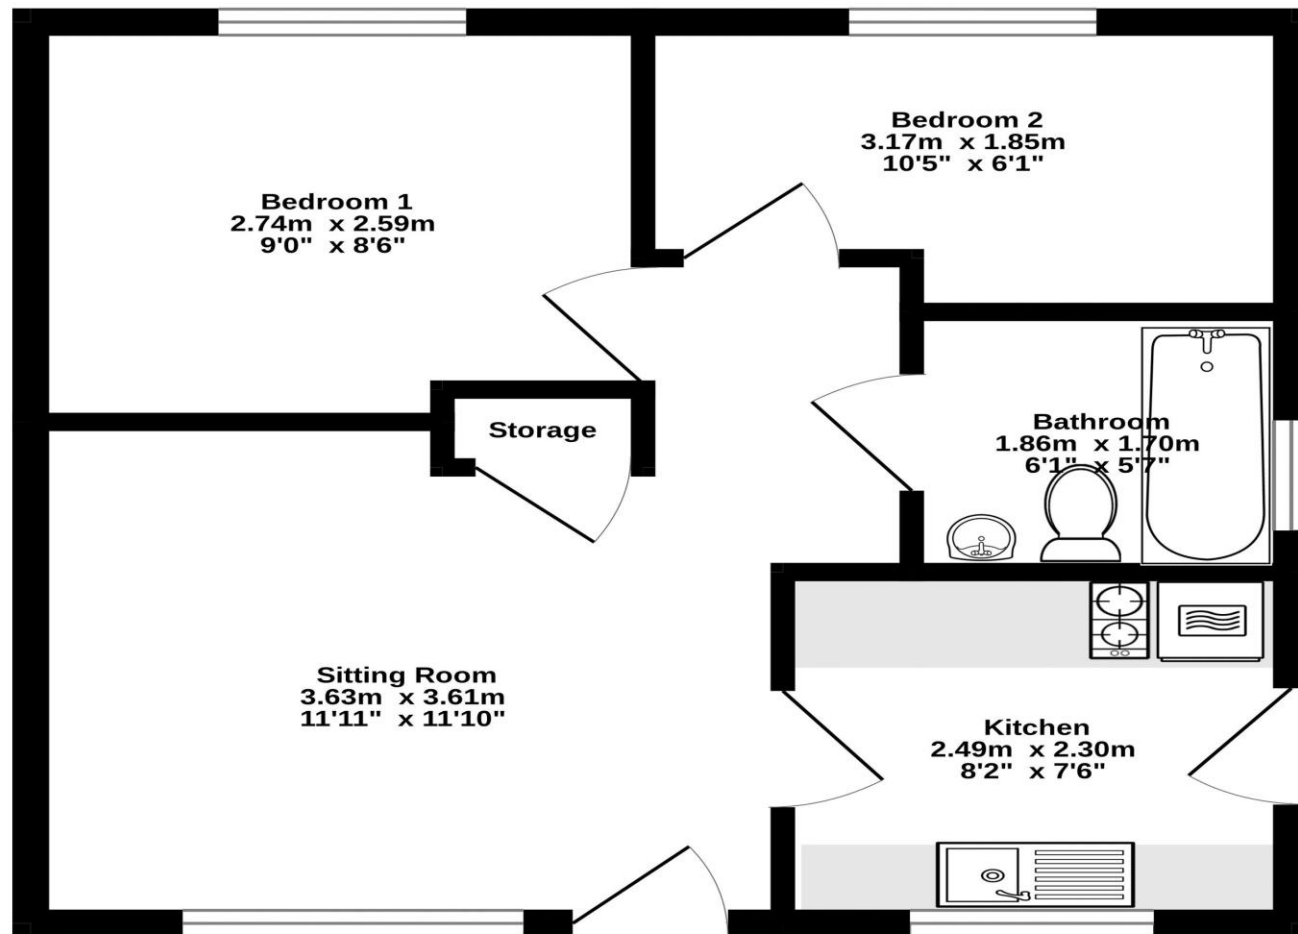 Bedroom 2
3.17m x 1.85m
10'5" x 6'1"
Bedroom 1
2.74m x 2.59m
9'0" x 8'6"
Storage
Bathroom
1.86m x 1.70m
6'1" x 5'7"
Sitting Room
3.63m x 3.61m
11'11" x 11'10"
Kitchen
2.49m x 2.30m
8'2" x 7'6"